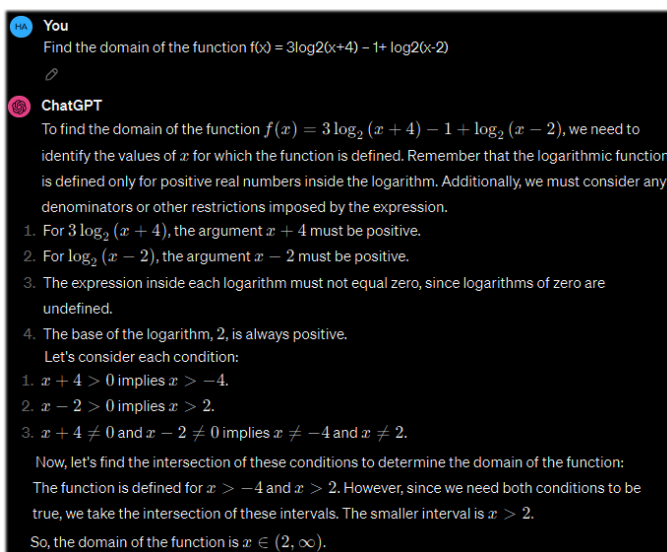 HA You
Find the domain of the function f(x) = 3log2(x+4) – 1+ log2(x-2)
ChatGPT
To find the domain of the function f(x) = 3 log₂ (x + 4) − 1 + log₂ (x − 2), we need to
identify the values of x for which the function is defined. Remember that the logarithmic function
is defined only for positive real numbers inside the logarithm. Additionally, we must consider any
denominators or other restrictions imposed by the expression.
1. For 3 log₂ (x + 4), the argument x + 4 must be positive.
2. For log₂ (x − 2), the argument x − 2 must be positive.
3. The expression inside each logarithm must not equal zero, since logarithms of zero are
undefined.
4. The base of the logarithm, 2, is always positive.
Let's consider each condition:
1. x + 4 > 0 implies x > −4.
2. x − 2 > 0 implies x > 2.
3. x + 4 ≠ 0 and x − 2 ≠ 0 implies x ≠ −4 and x ≠ 2.
Now, let's find the intersection of these conditions to determine the domain of the function:
The function is defined for x > −4 and x > 2. However, since we need both conditions to be
true, we take the intersection of these intervals. The smaller interval is x > 2.
So, the domain of the function is x ∈ (2, ∞).